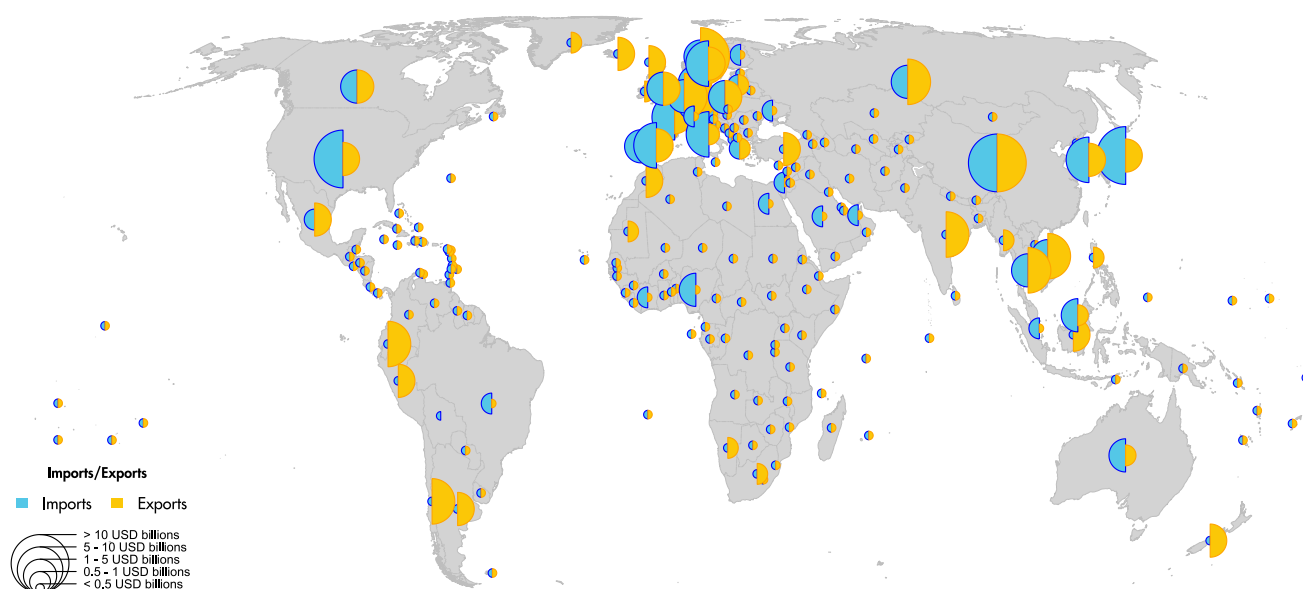 Imports/Exports
Imports Exports
> 10 USD billions
5 - 10 USD billions
1 - 5 USD billions
0.5 - 1 USD billions
< 0.5 USD billions